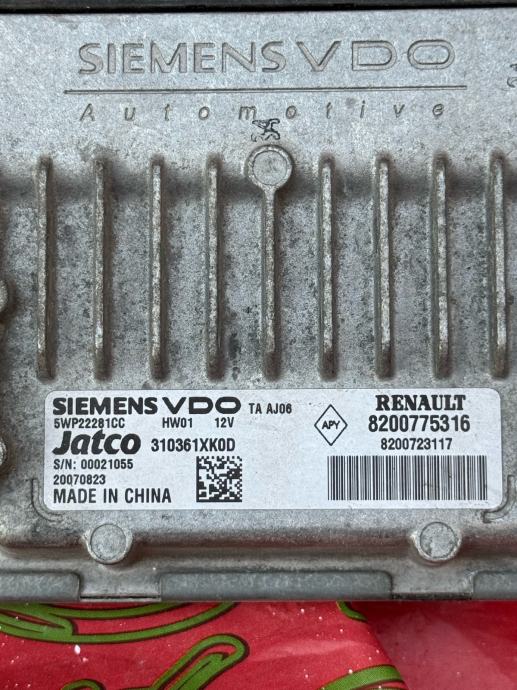 SIEMENS VDO
Automotive
SIEMENS VDO TA AJ06
5WP22281CC HW01 12V
Jatco 310361XK0D
S/N: 00021055
20070823
MADE IN CHINA
APY
RENAULT
8200775316
8200723117